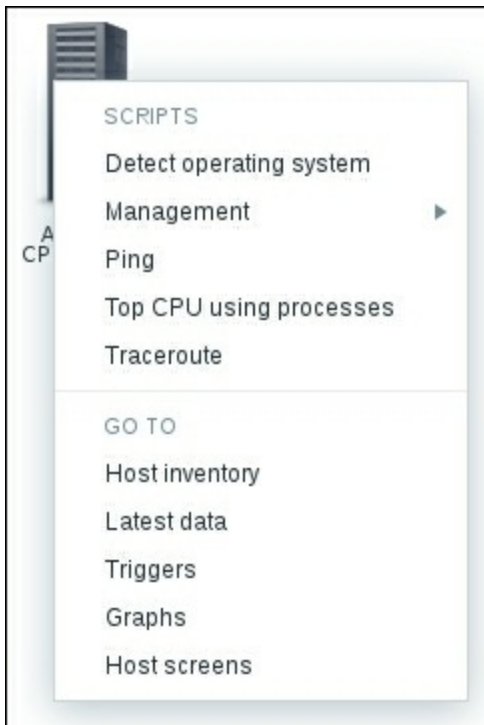 SCRIPTS
Detect operating system
Management
Ping
Top CPU using processes
Traceroute
A
CP
GO TO
Host inventory
Latest data
Triggers
Graphs
Host screens